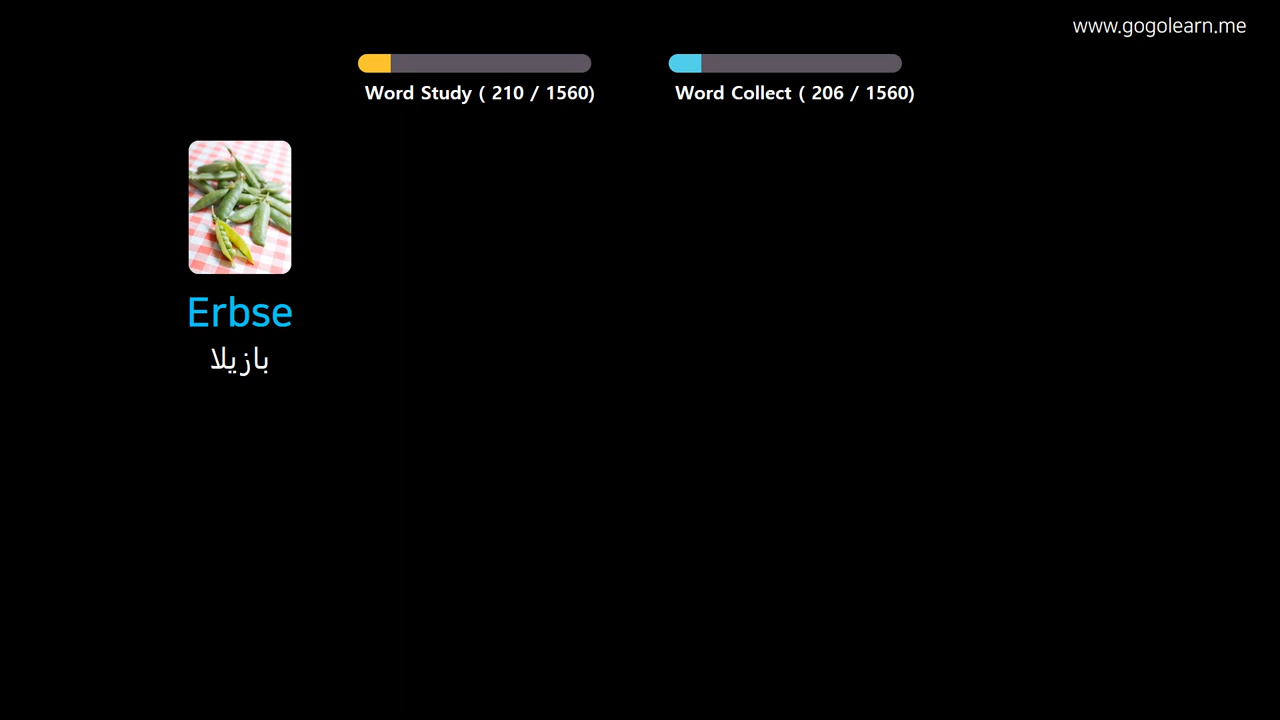 www.gogolearn.me
Word Study ( 210 / 1560)
Word Collect ( 206 / 1560)
Erbse
بازيلا